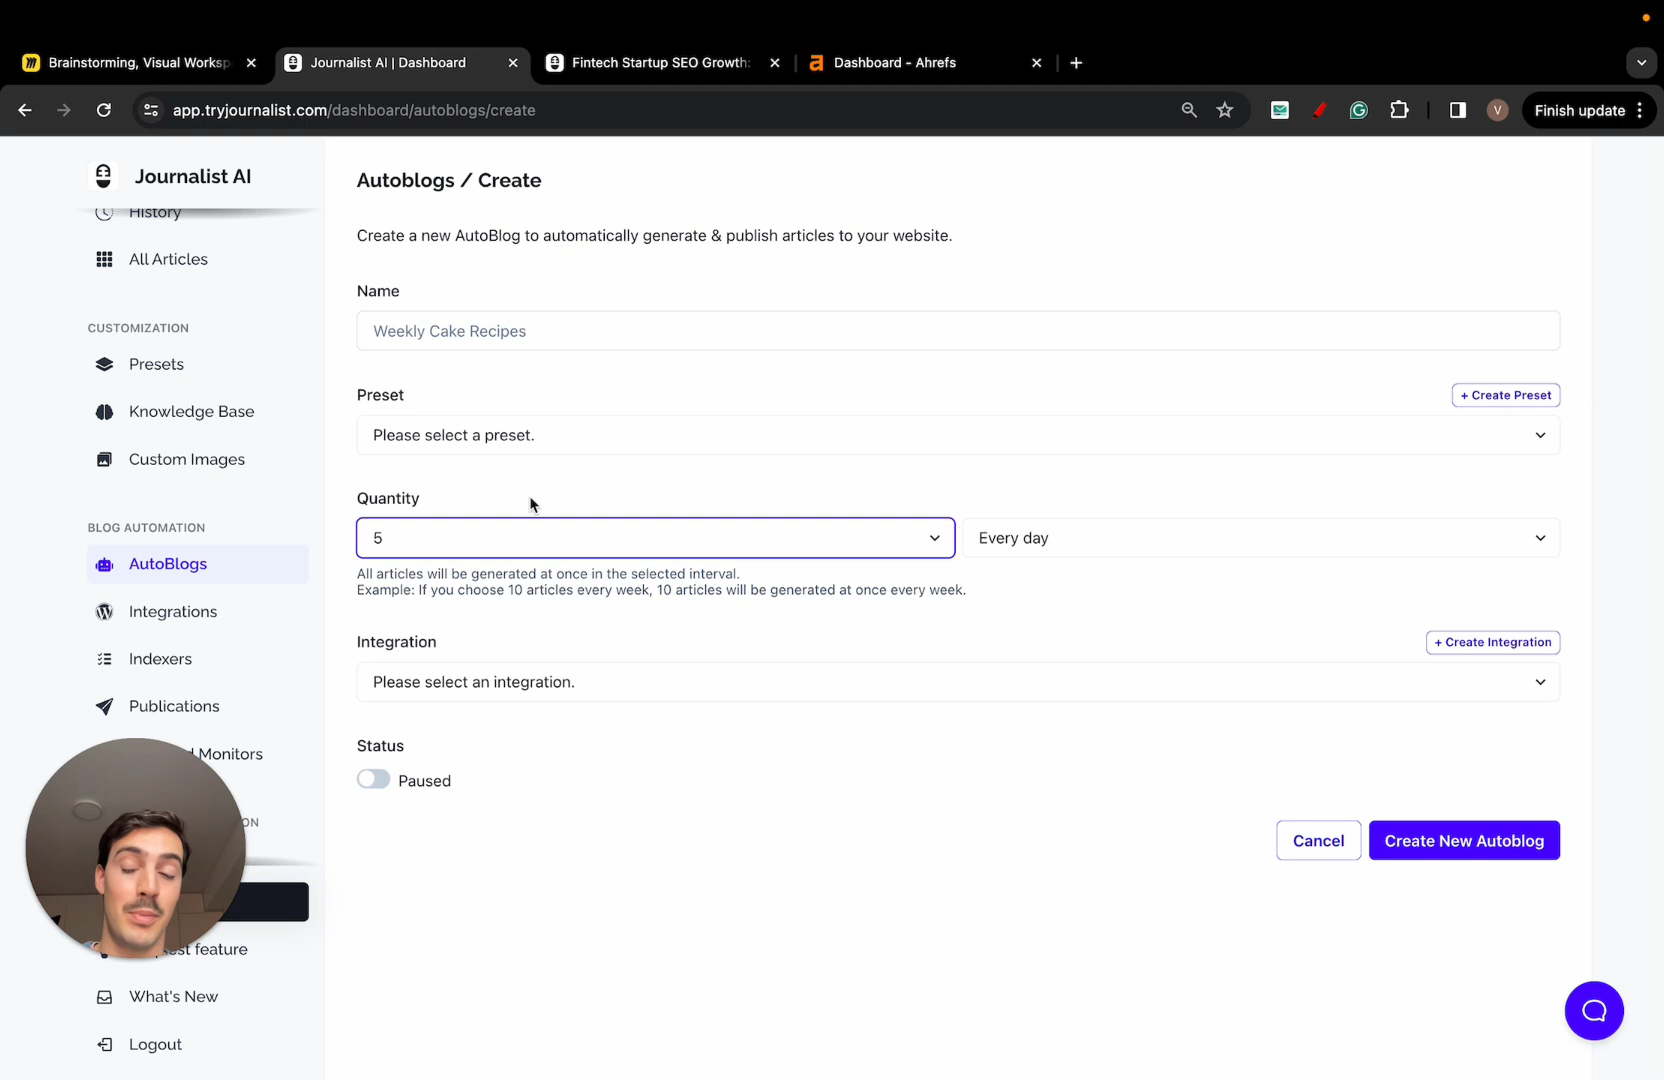 Brainstorming, Visual Worksp
Journalist AI | Dashboard
Fintech Startup SEO Growth:
Dashboard - Ahrefs
app.tryjournalist.com/dashboard/autoblogs/create
V
Finish update
Journalist AI
History
All Articles
CUSTOMIZATION
Presets
Knowledge Base
Custom Images
BLOG AUTOMATION
AutoBlogs
Integrations
Indexers
Publications
Monitors
ON
st feature
What's New
Logout
Autoblogs / Create
Create a new AutoBlog to automatically generate & publish articles to your website.
Name
Weekly Cake Recipes
Preset
+ Create Preset
Please select a preset.
Quantity
5
Every day
All articles will be generated at once in the selected interval.
Example: If you choose 10 articles every week, 10 articles will be generated at once every week.
Integration
+ Create Integration
Please select an integration.
Status
Paused
Cancel
Create New Autoblog